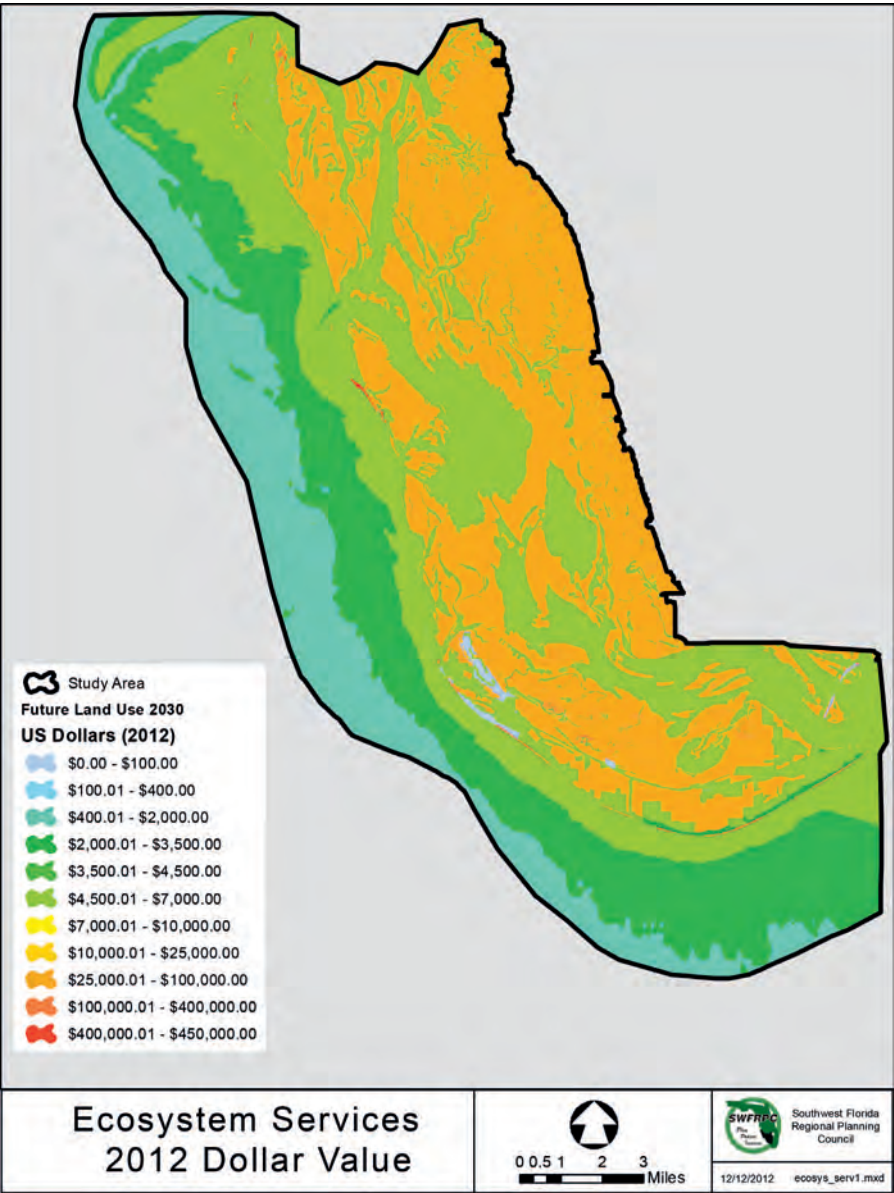 Study Area
Future Land Use 2030
US Dollars (2012)
$0.00 - $100.00
$100.01 - $400.00
$400.01 - $2,000.00
$2,000.01 - $3,500.00
$3,500.01 - $4,500.00
$4,500.01 - $7,000.00
$7,000.01 - $10,000.00
$10,000.01 - $25,000.00
$25,000.01 - $100,000.00
$100,000.01 - $400,000.00
$400,000.01 - $450,000.00
Ecosystem Services
2012 Dollar Value
0 0.5 1 2 3
Miles
SWFRPC
Southwest Florida
Regional Planning
Council
12/12/2012 ecosys_serv1.mxd